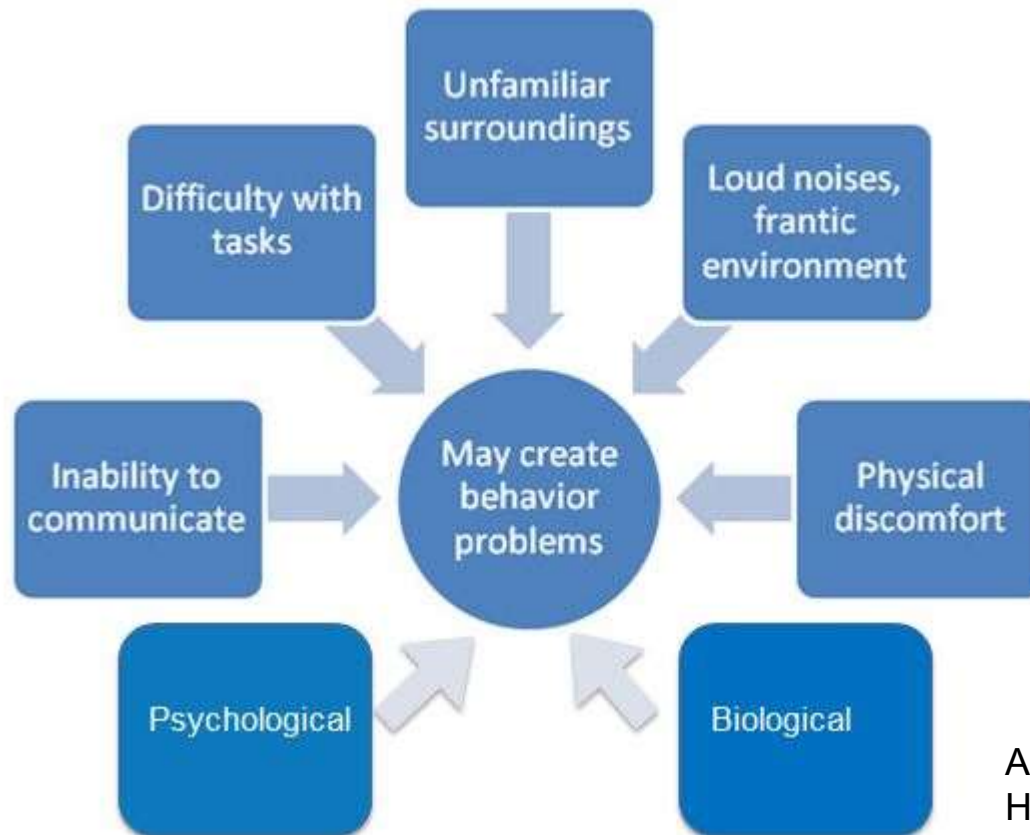 Unfamiliar
surroundings
Difficulty with
tasks
Loud noises,
frantic
environment
Inability to
communicate
May create
behavior
problems
Physical
discomfort
Psychological
Biological
A
H